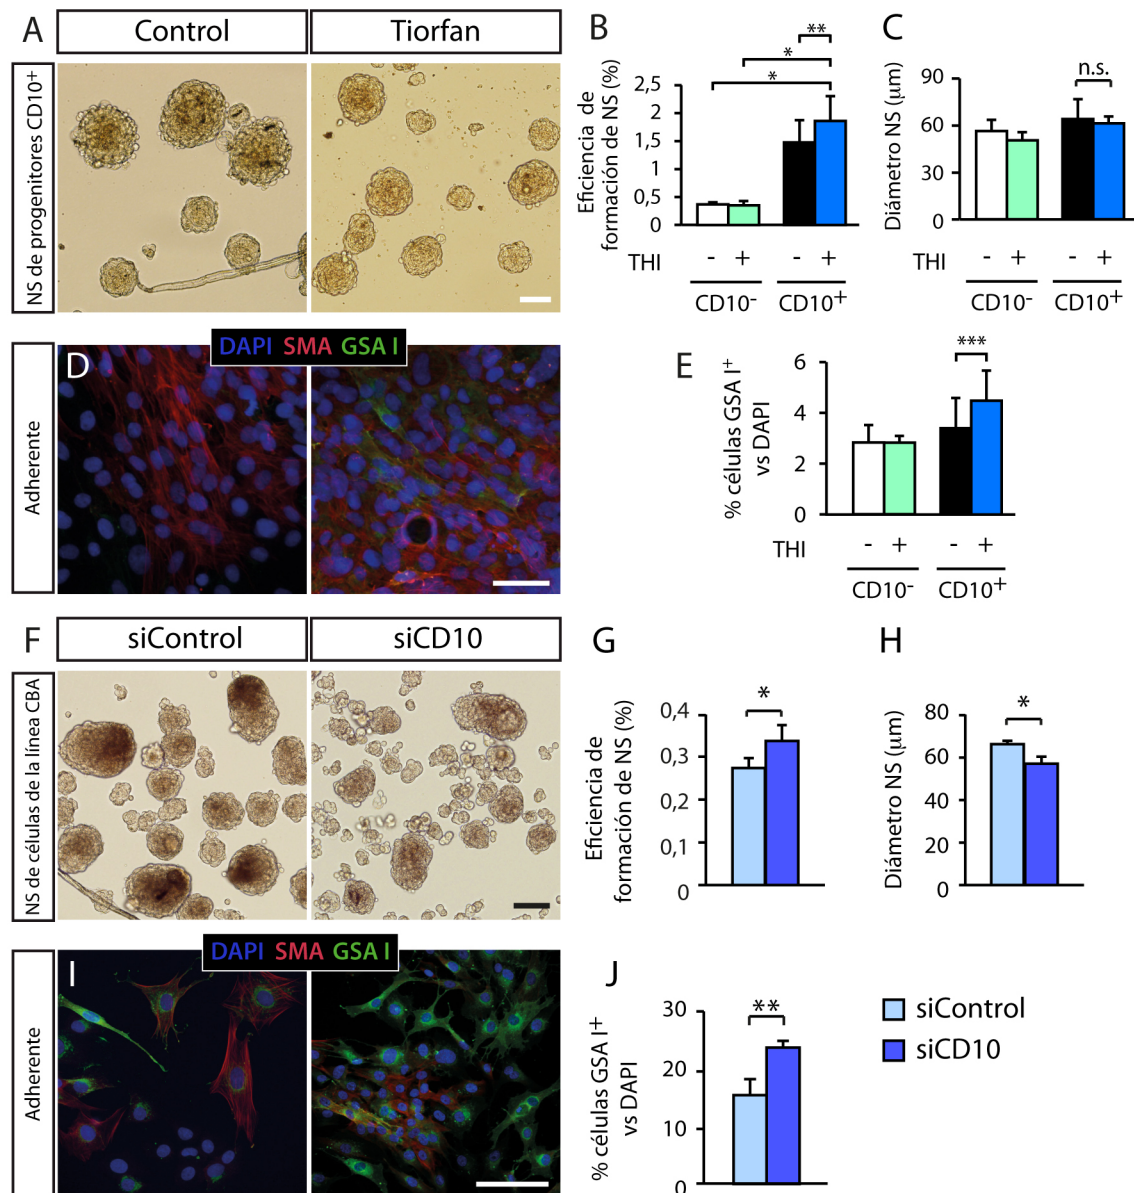 A
Control
Tiorfan
NS de progenitores CD10+
B
Eficiencia de
formación de NS (%)
2,5
2
1,5
1
0,5
0
*
*
**
THI
- + - +
CD10-
CD10+
C
Diámetro NS (µm)
90
60
30
0
n.s.
- + - +
CD10-
CD10+
D
DAPI SMA GSA I
Adherente
E
% células GSA I+
vs DAPI
6
4
2
0
***
THI
- + - +
CD10-
CD10+
F
siControl
siCD10
NS de células de la línea CBA
G
Eficiencia de
formación de NS (%)
0,4
0,3
0,2
0,1
0
*
H
Diámetro NS (µm)
80
60
40
20
0
*
I
DAPI SMA GSA I
Adherente
J
% células GSA I+
vs DAPI
30
20
10
0
**
siControl
siCD10